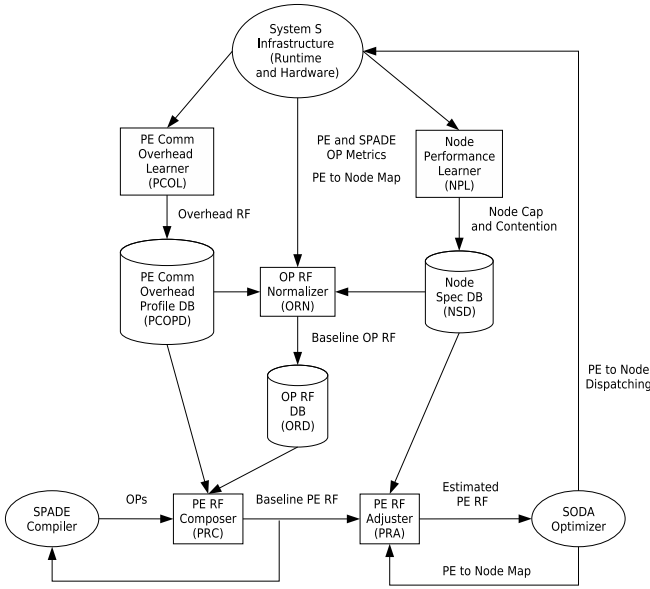 System S
Infrastructure
(Runtime
and Hardware)
PE Comm
Overhead
Learner
(PCOL)
PE and SPADE
OP Metrics
PE to Node Map
Node
Performance
Learner
(NPL)
Overhead RF
Node Cap
and Contention
PE Comm
Overhead
Profile DB
(PCOPD)
OP RF
Normalizer
(ORN)
Node
Spec DB
(NSD)
Baseline OP RF
PE to Node
Dispatching
OP RF
DB
(ORD)
SPADE
Compiler
OPs
PE RF
Composer
(PRC)
Baseline PE RF
PE RF
Adjuster
(PRA)
Estimated
PE RF
SODA
Optimizer
PE to Node Map